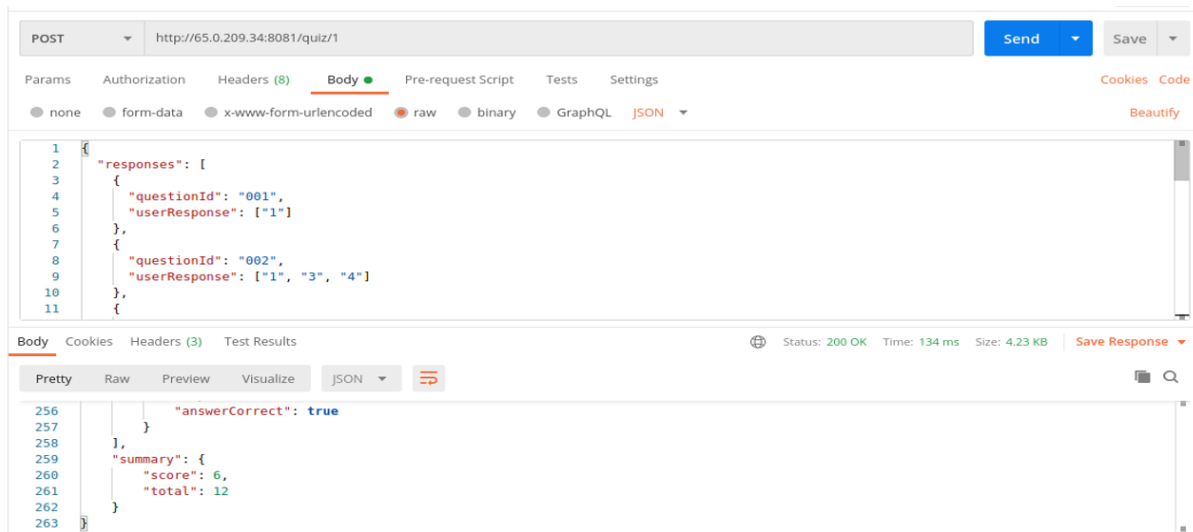 POST http://65.0.209.34:8081/quiz/1 Send Save
Params Authorization Headers (8) Body Pre-request Script Tests Settings Cookies Code
none form-data x-www-form-urlencoded raw binary GraphQL JSON Beautify
1 {
2 "responses": [
3 {
4 "questionId": "001",
5 "userResponse": ["1"]
6 },
7 {
8 "questionId": "002",
9 "userResponse": ["1", "3", "4"]
10 },
11 {
Body Cookies Headers (3) Test Results Status: 200 OK Time: 134 ms Size: 4.23 KB Save Response
Pretty Raw Preview Visualize JSON
256 "answerCorrect": true
257 }
258 ],
259 "summary": {
260 "score": 6,
261 "total": 12
262 }
263 }